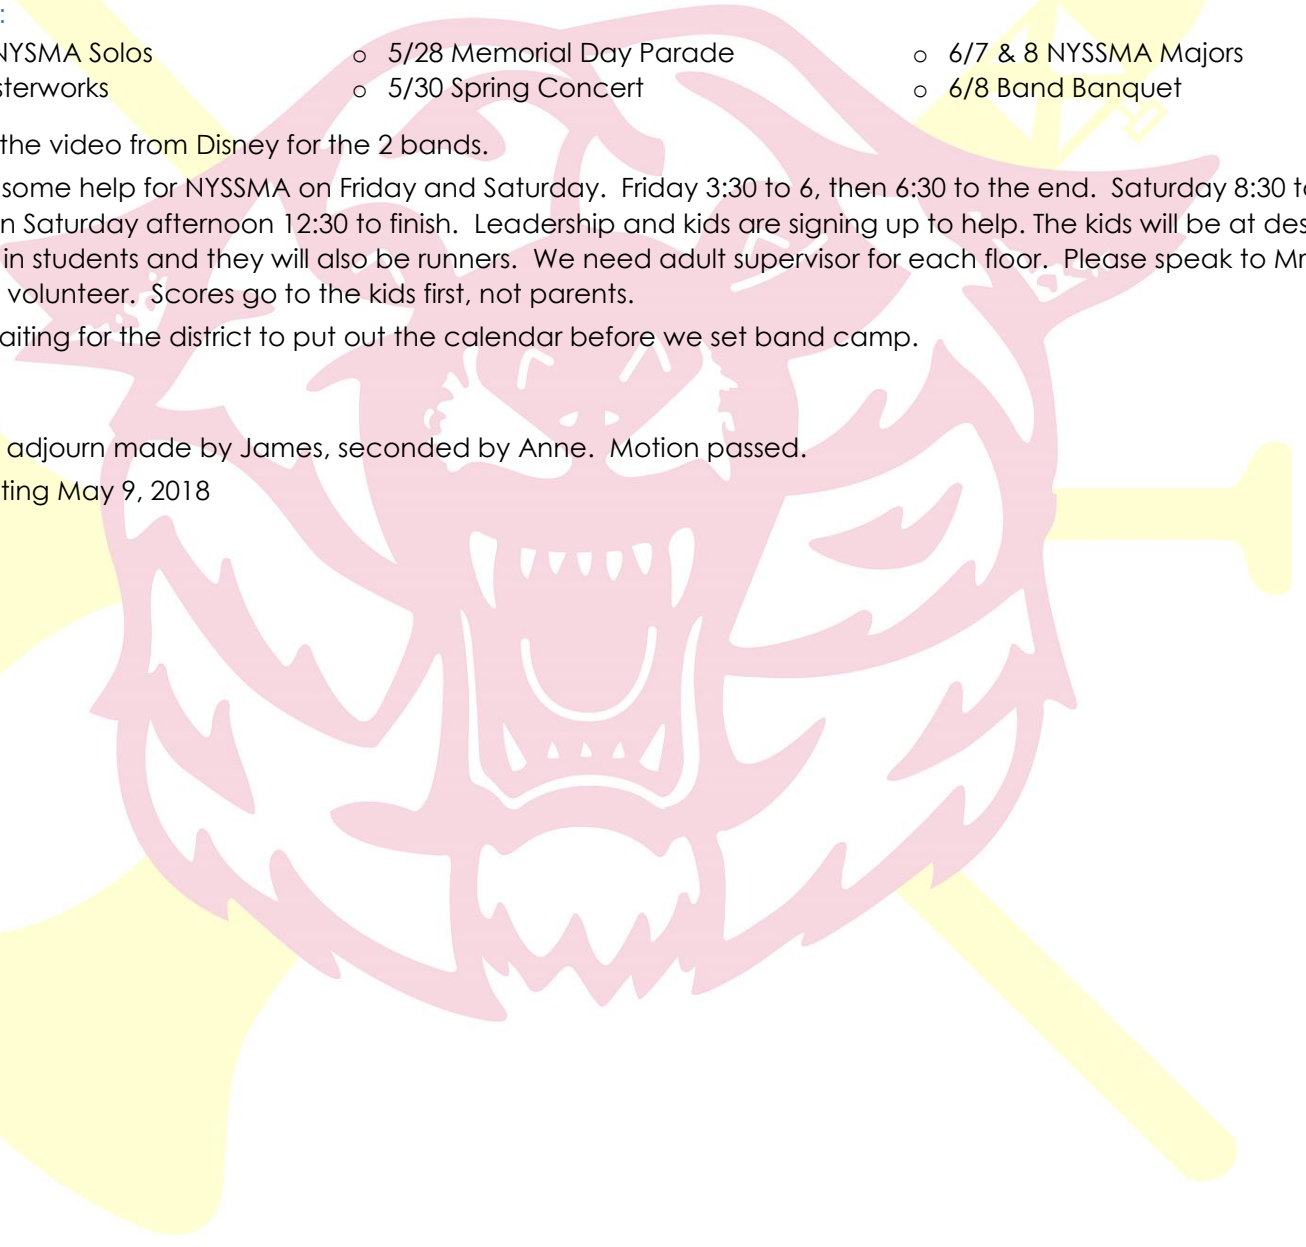 :
NYSMA Solos
o 5/28 Memorial Day Parade
o 6/7 & 8 NYSSMA Majors
sterworks
o 5/30 Spring Concert
o 6/8 Band Banquet
the video from Disney for the 2 bands.
some help for NYSSMA on Friday and Saturday. Friday 3:30 to 6, then 6:30 to the end. Saturday 8:30 to
n Saturday afternoon 12:30 to finish. Leadership and kids are signing up to help. The kids will be at des
in students and they will also be runners. We need adult supervisor for each floor. Please speak to Mr
volunteer. Scores go to the kids first, not parents.
aiting for the district to put out the calendar before we set band camp.
adjourn made by James, seconded by Anne. Motion passed.
ting May 9, 2018